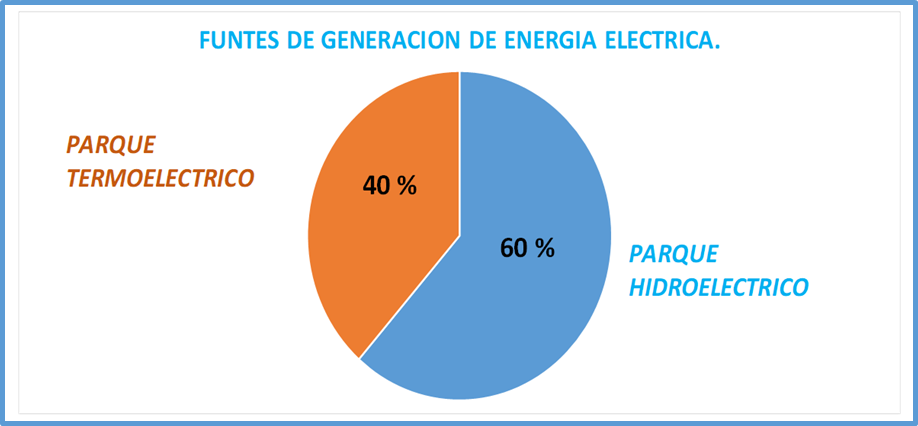 FUNTES DE GENERACION DE ENERGIA ELECTRICA.
PARQUE
TERMOELECTRICO
40 %
60 %
PARQUE
HIDROELECTRICO